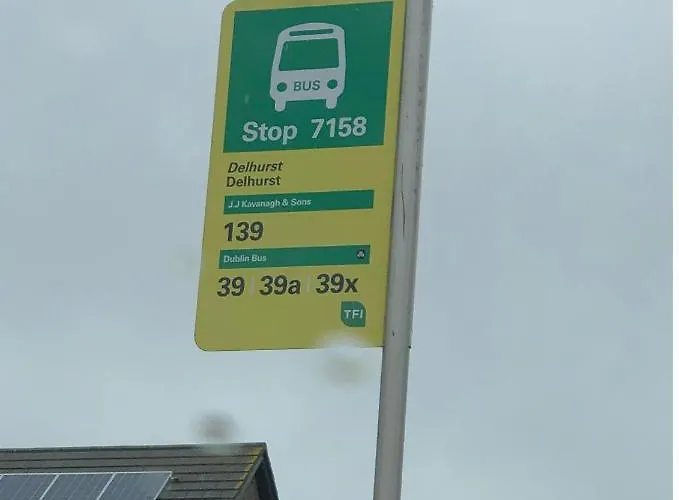 BUS
Stop 7158
Delhurst
Delhurst
J.J Kavanagh & Sons
139
Dublin Bus
39 39a 39x
TFI